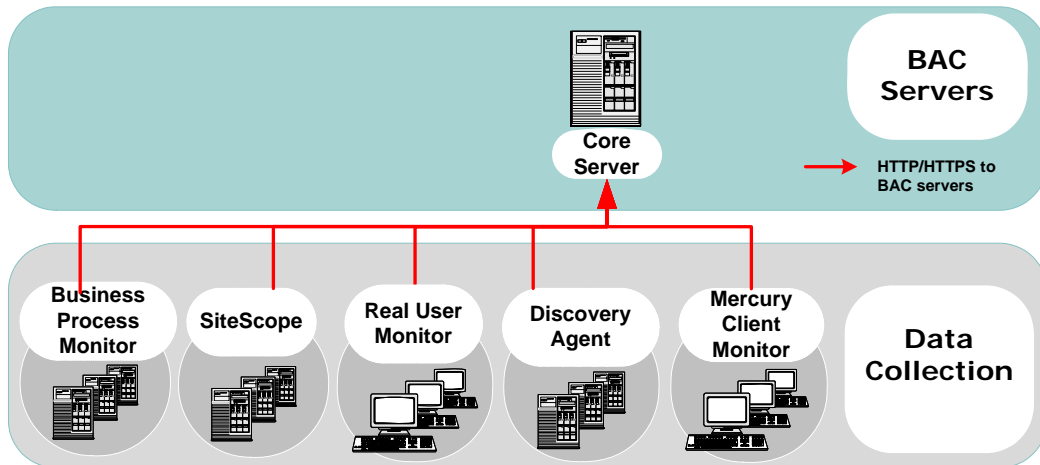 BAC
Servers
Core
Server
HTTP/HTTPS to
BAC servers
Business
Process
Monitor
SiteScope
Real User
Monitor
Discovery
Agent
Mercury
Client
Monitor
Data
Collection